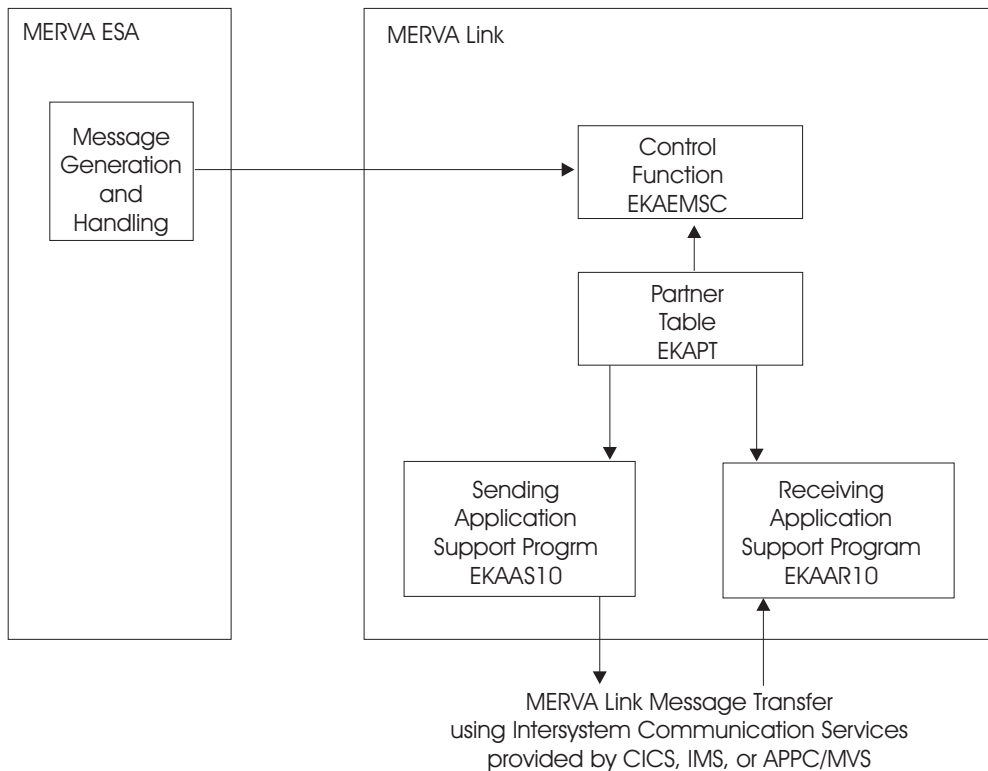 MERVA ESA
MERVA Link
Message
Generation
and
Handling
Control
Function
EKAEMSC
Partner
Table
EKAPT
Sending
Application
Support Progrm
EKAAS10
Receiving
Application
Support Program
EKAAR10
MERVA Link Message Transfer
using Intersystem Communication Services
provided by CICS, IMS, or APPC/MVS